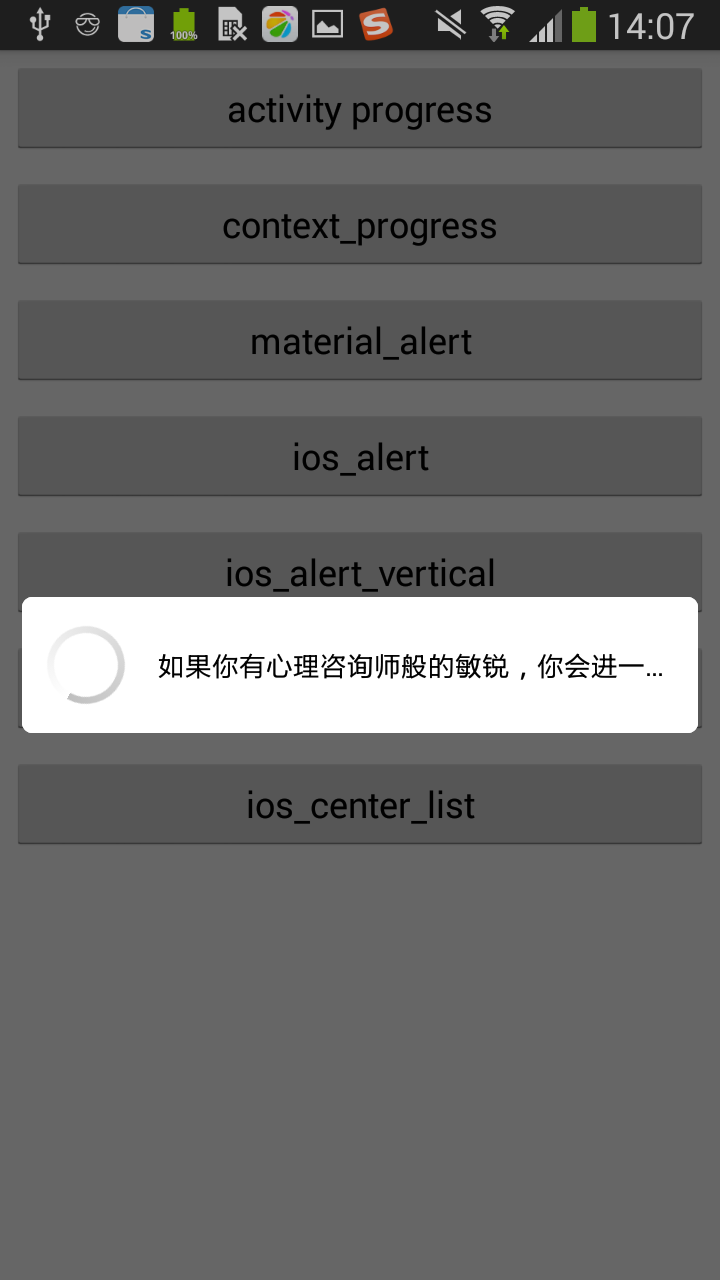 100%
14:07
activity progress
context_progress
material_alert
ios_alert
ios_alert_vertical
如果你有心理咨询师般的敏锐，你会进一...
ios_center_list